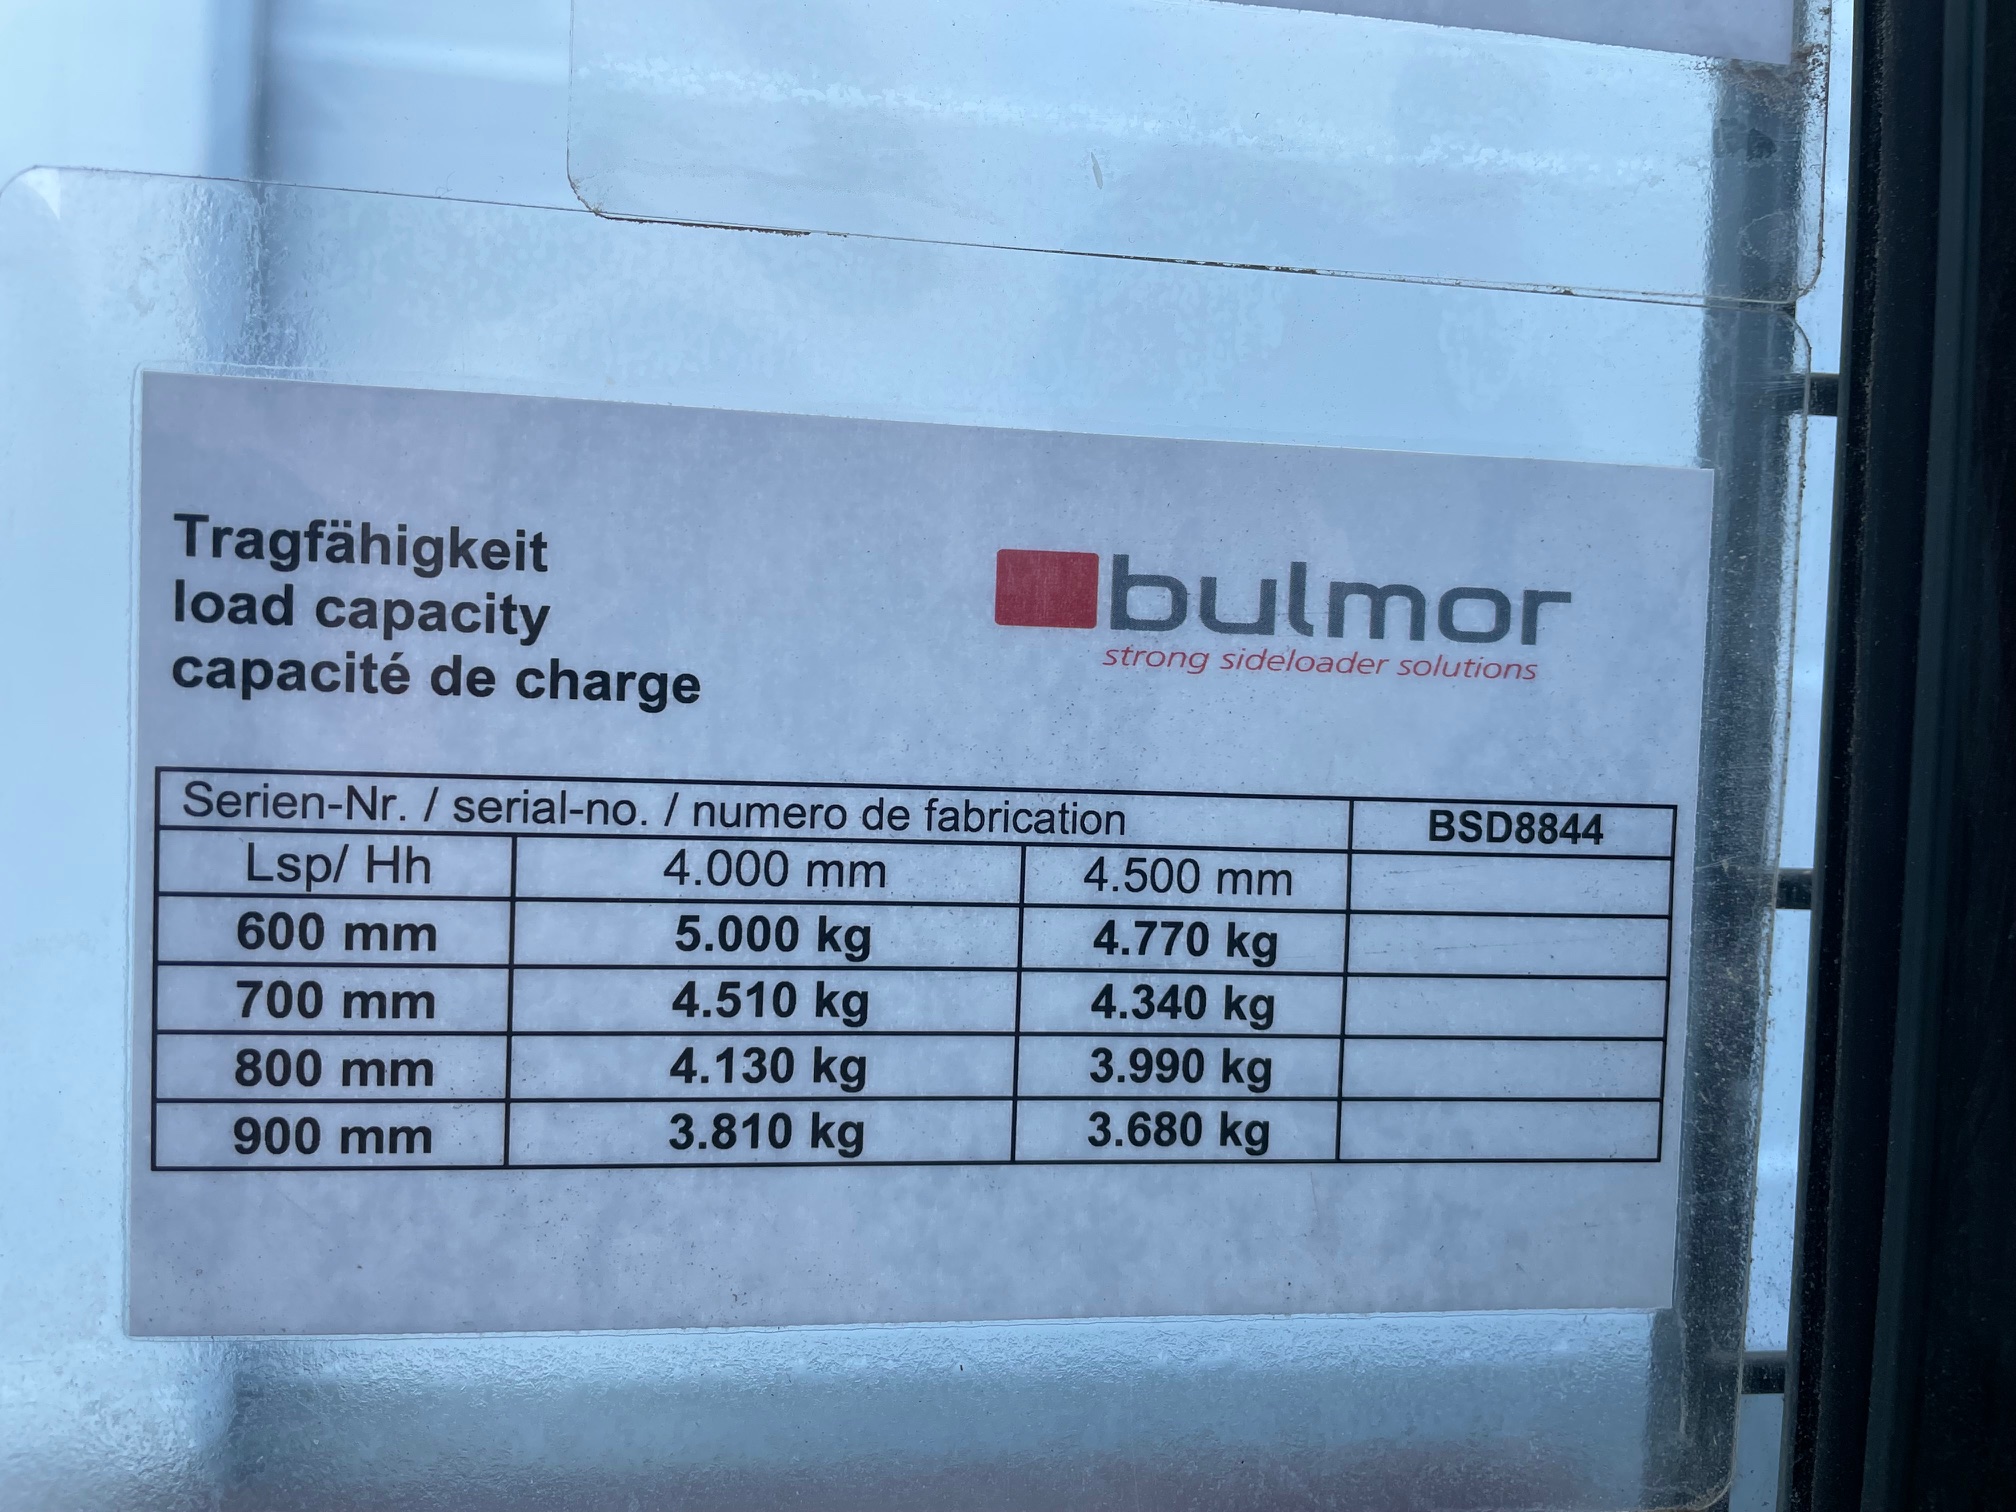 Tragfähigkeit
load capacity
capacité de charge
bulmor
strong sideloader solutions
Serien-Nr. / serial-no. / numero de fabrication BSD8844
Lsp/ Hh 4.000 mm 4.500 mm
600 mm 5.000 kg 4.770 kg
700 mm 4.510 kg 4.340 kg
800 mm 4.130 kg 3.990 kg
900 mm 3.810 kg 3.680 kg